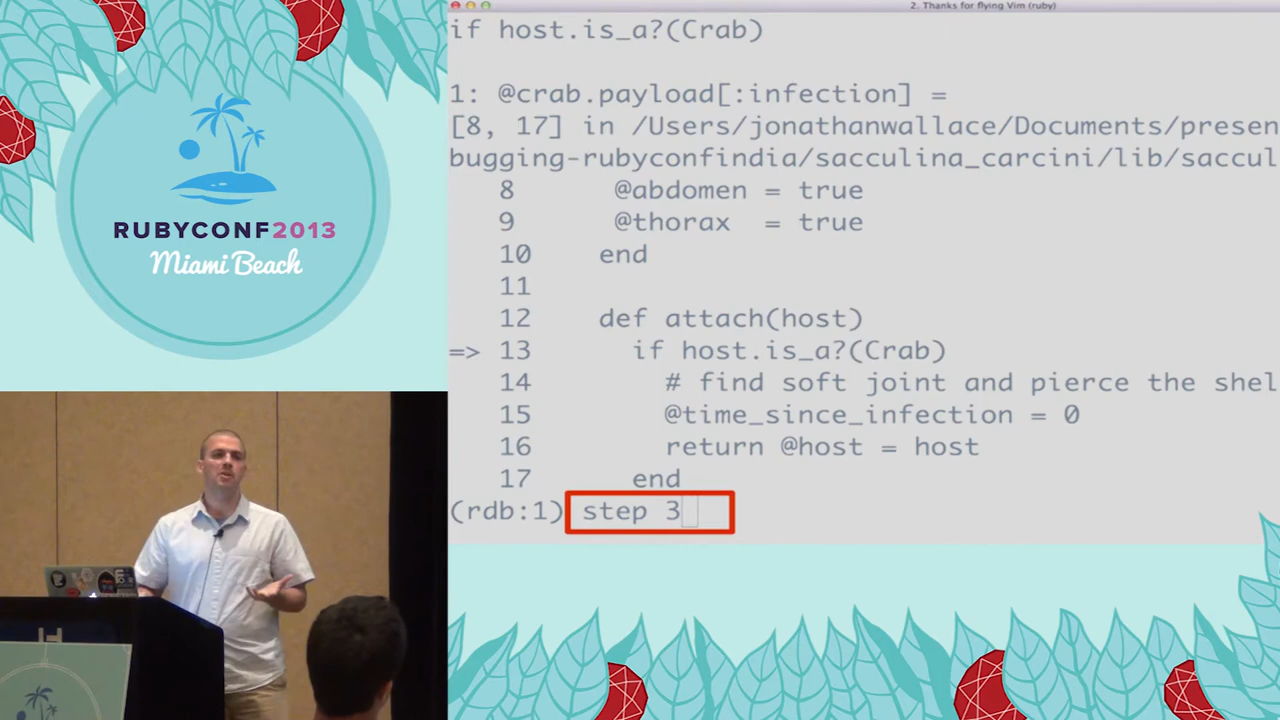 RUBYCONF2013
Miami Beach
2. Thanks for flying Vim (ruby)
if host.is_a?(Crab)
1: @crab.payload[:infection] =
[8, 17] in /Users/jonathanwallace/Documents/presen
bugging-rubyconfindia/sacculina_carcini/lib/saccul
8 @abdomen = true
9 @thorax = true
10 end
11
12 def attach(host)
=> 13 if host.is_a?(Crab)
14 # find soft joint and pierce the shel
15 @time_since_infection = 0
16 return @host = host
17 end
(rdb:1) step 3